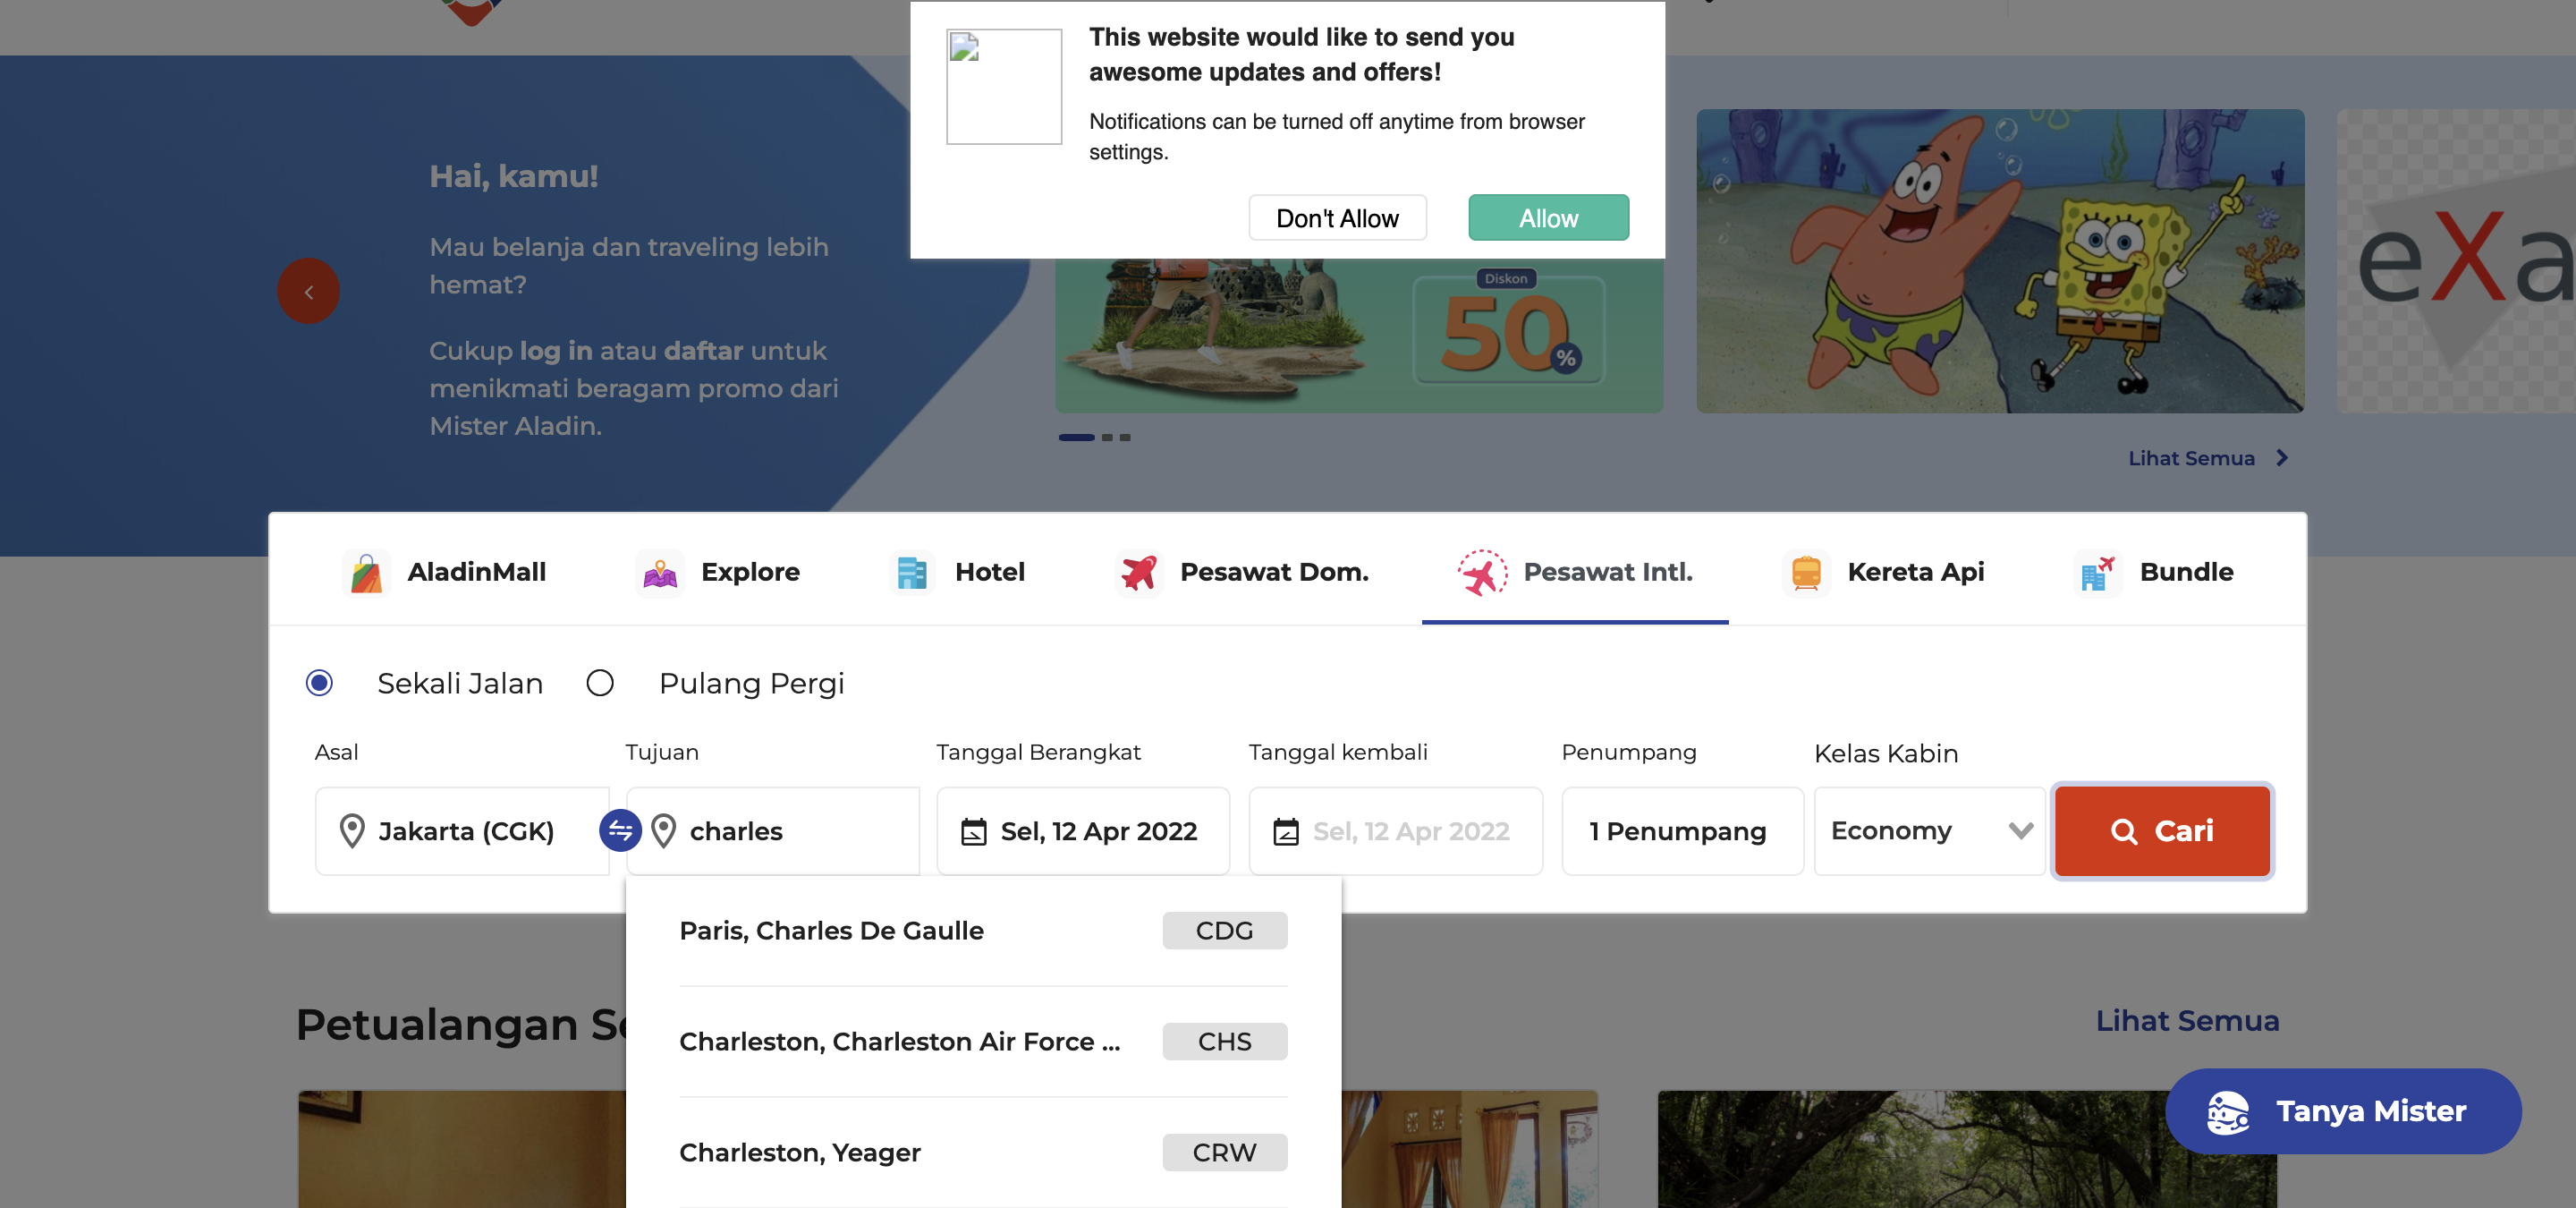 This website would like to send you
awesome updates and offers!
Notifications can be turned off anytime from browser
settings.
Don't Allow
Allow
Hai, kamu!
Mau belanja dan traveling lebih
hemat?
Cukup log in atau daftar untuk
menikmati beragam promo dari
Mister Aladin.
Diskon
50
%
eXa
Lihat Semua
AladinMall
Explore
Hotel
Pesawat Dom.
Pesawat Intl.
Kereta Api
Bundle
Sekali Jalan
Pulang Pergi
Asal
Tujuan
Tanggal Berangkat
Tanggal kembali
Penumpang
Kelas Kabin
Jakarta (CGK)
charles
Sel, 12 Apr 2022
Sel, 12 Apr 2022
1 Penumpang
Economy
Cari
Paris, Charles De Gaulle
CDG
Charleston, Charleston Air Force ...
CHS
Charleston, Yeager
CRW
Petualangan Se
Lihat Semua
Tanya Mister